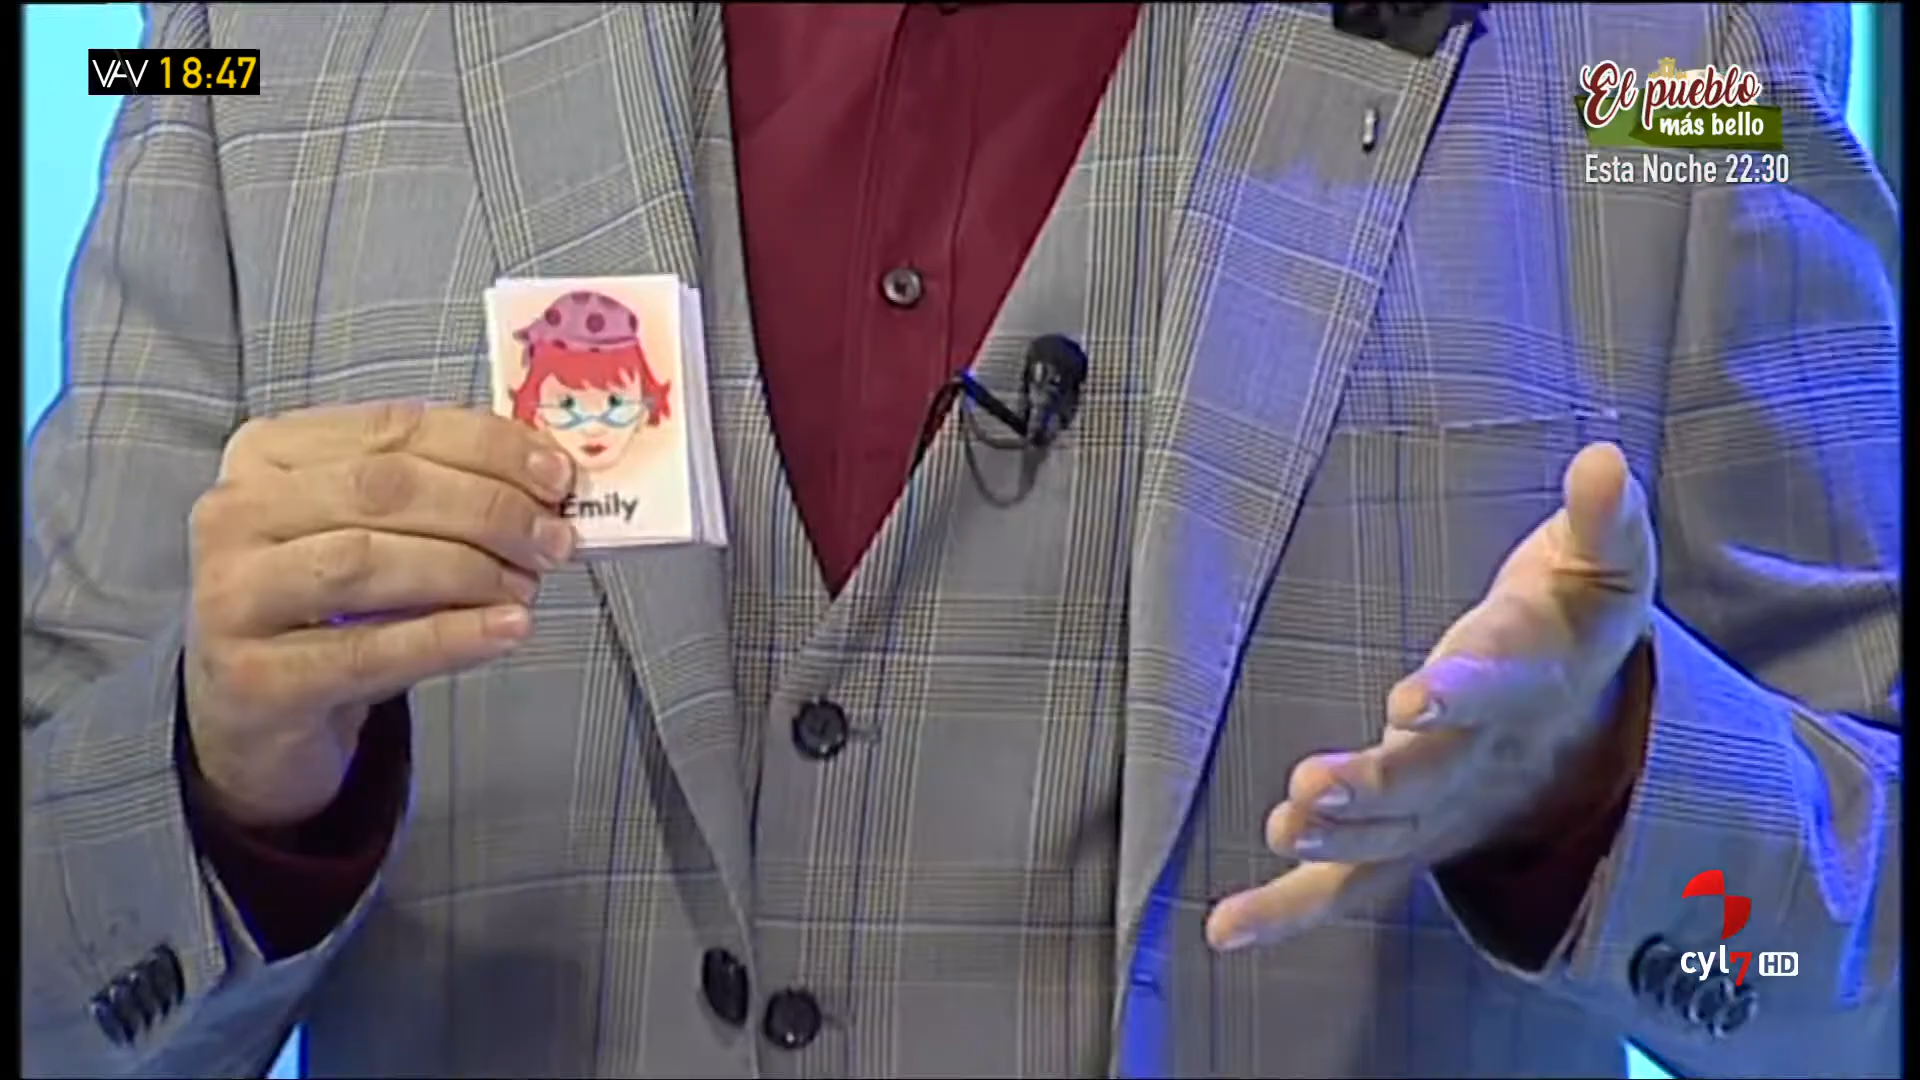 VAV 18:47
El pueblo
más bello
Esta Noche 22:30
Emily
cyl7 HD